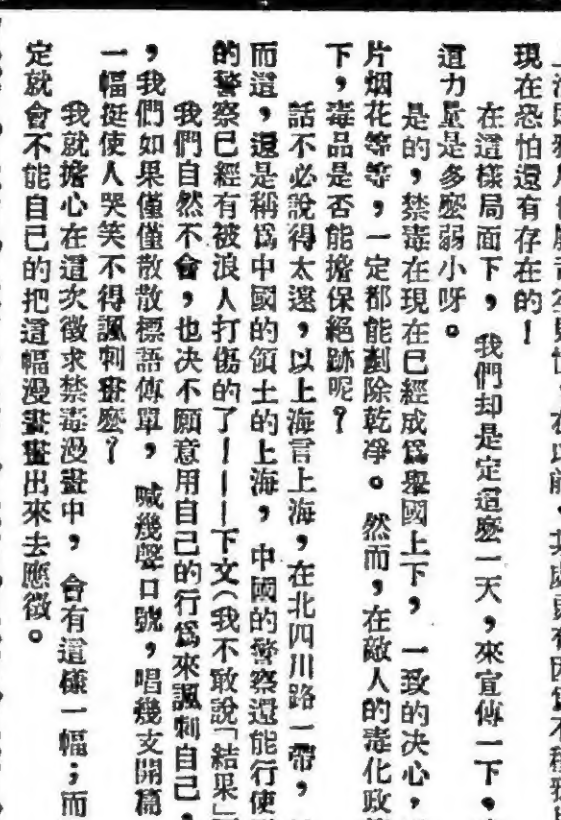 現在恐怕還有存在的！
在這樣局面下，我們却是定這麽一天，來宣傳一下，
這力量是多麽弱小呀。
是的，禁毒在現在已經成爲舉國上下，一致的决心，
片烟花等等，一定都能剷除乾凈。然而，在敵人的毒化政
下，毒品是否能擔保絕跡呢？
話不必說得太遠，以上海言上海，在北四川路一帶，
而這，還是稱爲中國的領土的上海，中國的警察還能行使
的警察已經有被浪人打傷的了！———下文（我不敢說「結果」
我們自然不會，也决不願意用自己的行爲來諷刺自己，
，我們如果僅僅散散標語傳單，喊幾聲口號，唱幾支開篇
一幅挺使人哭笑不得諷刺畫麽？
我就擔心在這次徵求禁毒漫畫中，會有這樣一幅；而
定就會不能自己的把這幅漫畫畫出來去應徵。